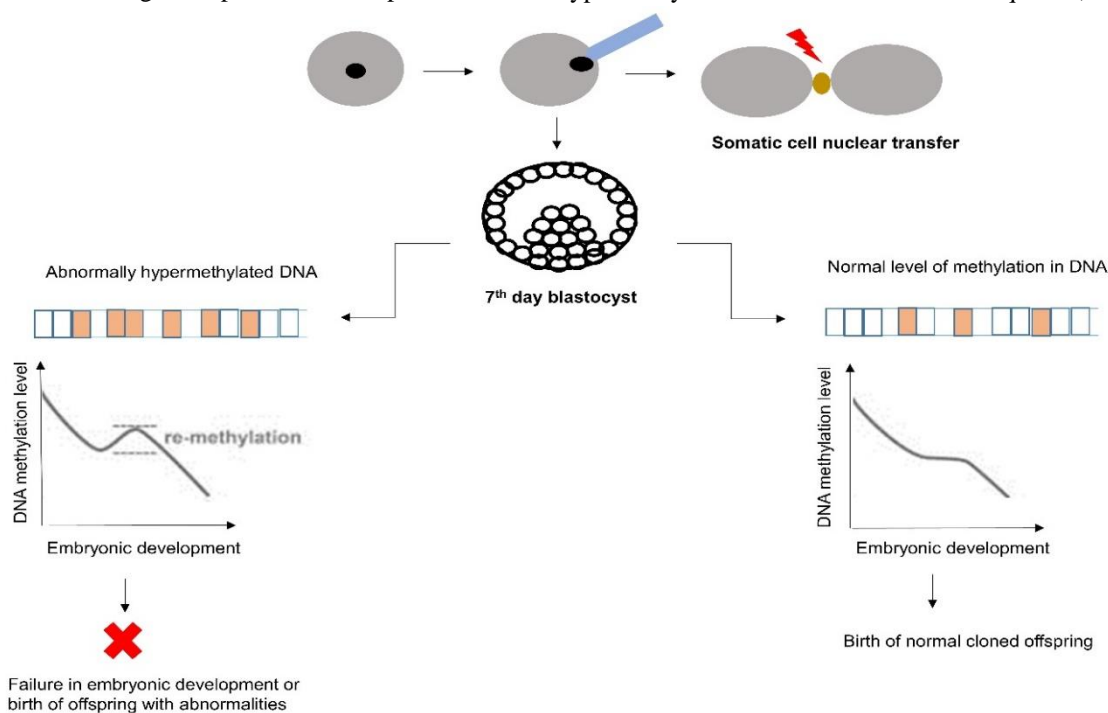 Somatic cell nuclear transfer
7th day blastocyst
Abnormally hypermethylated DNA
Normal level of methylation in DNA
DNA methylation level
re-methylation
Embryonic development
DNA methylation level
Embryonic development
Failure in embryonic development or
birth of offspring with abnormalities
Birth of normal cloned offspring